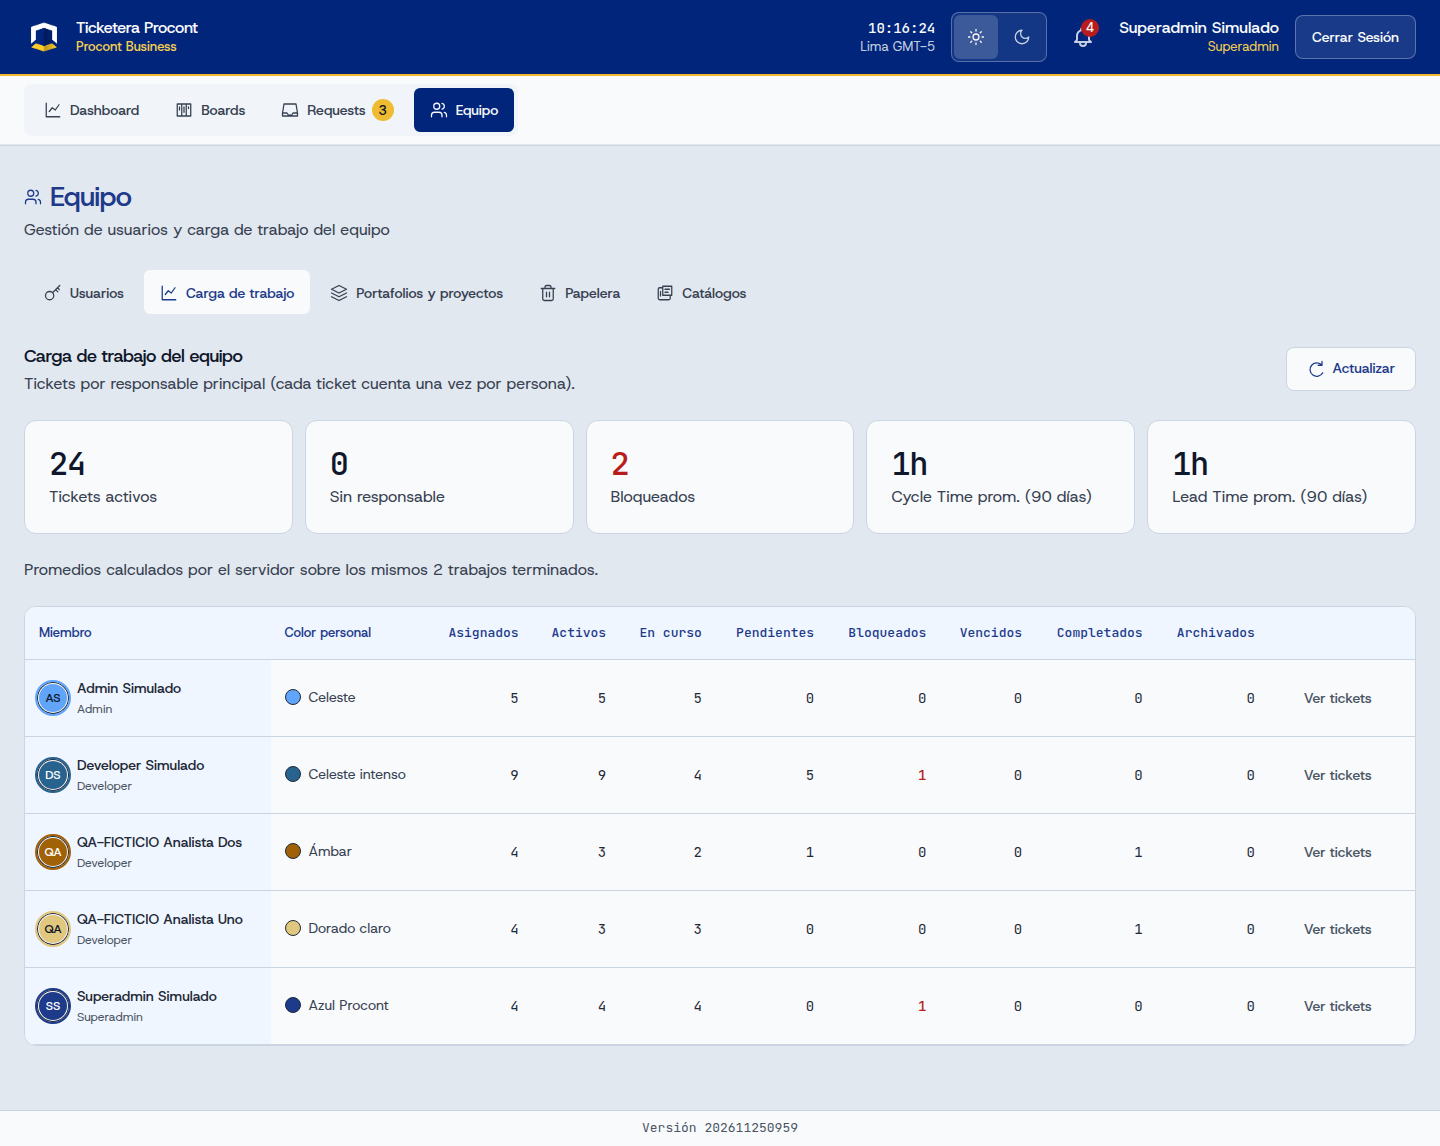 Ticketera Procont
Procont Business
10:16:24
Lima GMT-5
4
Superadmin Simulado
Superadmin
Cerrar Sesión
Dashboard
Boards
Requests 3
Equipo
Equipo
Gestión de usuarios y carga de trabajo del equipo
Usuarios
Carga de trabajo
Portafolios y proyectos
Papelera
Catálogos
Carga de trabajo del equipo
Tickets por responsable principal (cada ticket cuenta una vez por persona).
Actualizar
24
Tickets activos
0
Sin responsable
2
Bloqueados
1h
Cycle Time prom. (90 días)
1h
Lead Time prom. (90 días)
Promedios calculados por el servidor sobre los mismos 2 trabajos terminados.
Miembro Color personal Asignados Activos En curso Pendientes Bloqueados Vencidos Completados Archivados
AS Admin Simulado Celeste 5 5 5 0 0 0 0 0 Ver tickets
Admin
DS Developer Simulado Celeste intenso 9 9 4 5 1 0 0 0 Ver tickets
Developer
QA QA-FICTICIO Analista Dos Ámbar 4 3 2 1 0 0 1 0 Ver tickets
Developer
QA QA-FICTICIO Analista Uno Dorado claro 4 3 3 0 0 0 1 0 Ver tickets
Developer
SS Superadmin Simulado Azul Procont 4 4 4 0 1 0 0 0 Ver tickets
Superadmin
Versión 202611250959